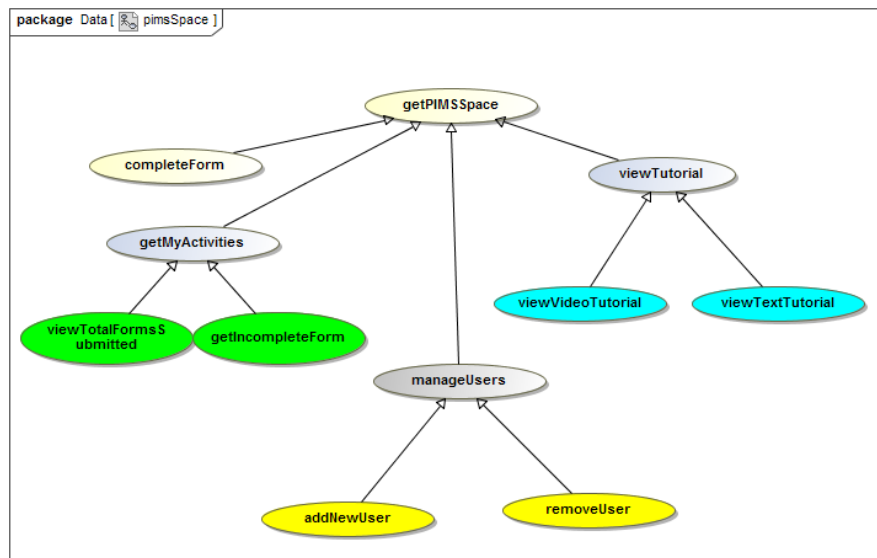 package Data [ pimsSpace ]
getPIMSSpace
completeForm
viewTutorial
getMyActivities
viewVideoTutorial
viewTextTutorial
viewTotalFormsS
ubmitted
getIncompleteForm
manageUsers
addNewUser
removeUser